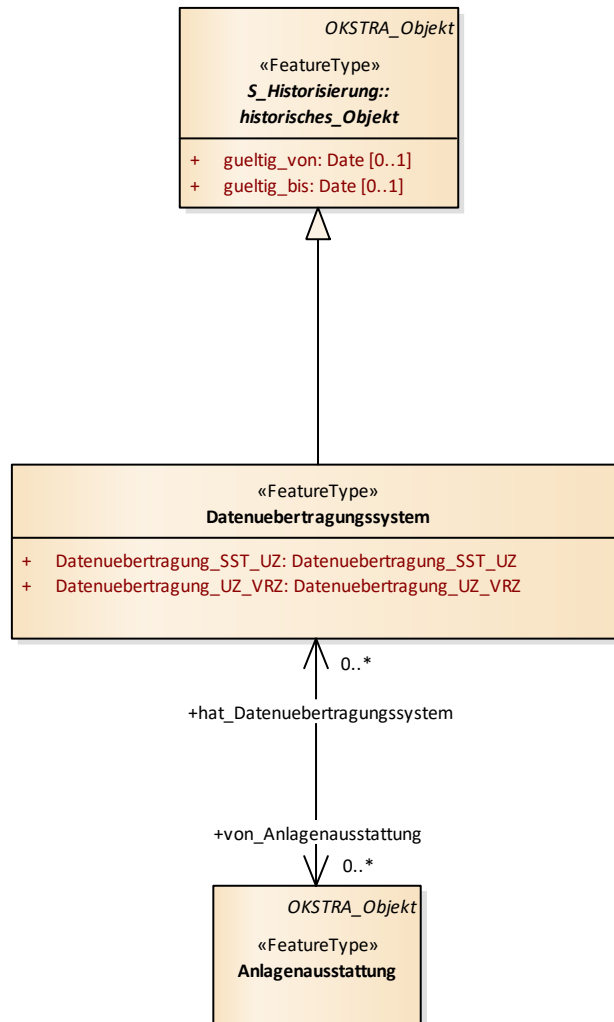 OKSTRA_Objekt
«FeatureType»
S_Historisierung::
historisches_Objekt
+ gueltig_von: Date [0..1]
+ gueltig_bis: Date [0..1]
«FeatureType»
Datenuebertragungssystem
+ Datenuebertragung_SST_UZ: Datenuebertragung_SST_UZ
+ Datenuebertragung_UZ_VRZ: Datenuebertragung_UZ_VRZ
0..*
+hat_Datenuebertragungssystem
+von_Anlagenausstattung
0..*
OKSTRA_Objekt
«FeatureType»
Anlagenausstattung